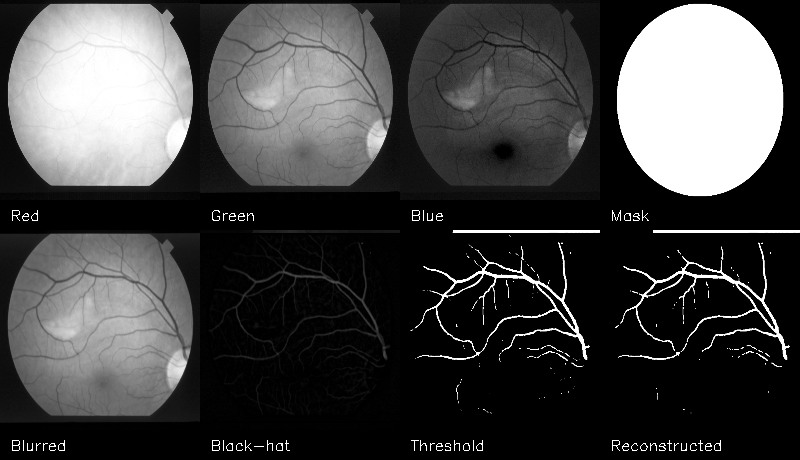 Red
Green
Blue
Mask
Blurred
Black-hat
Threshold
Reconstructed